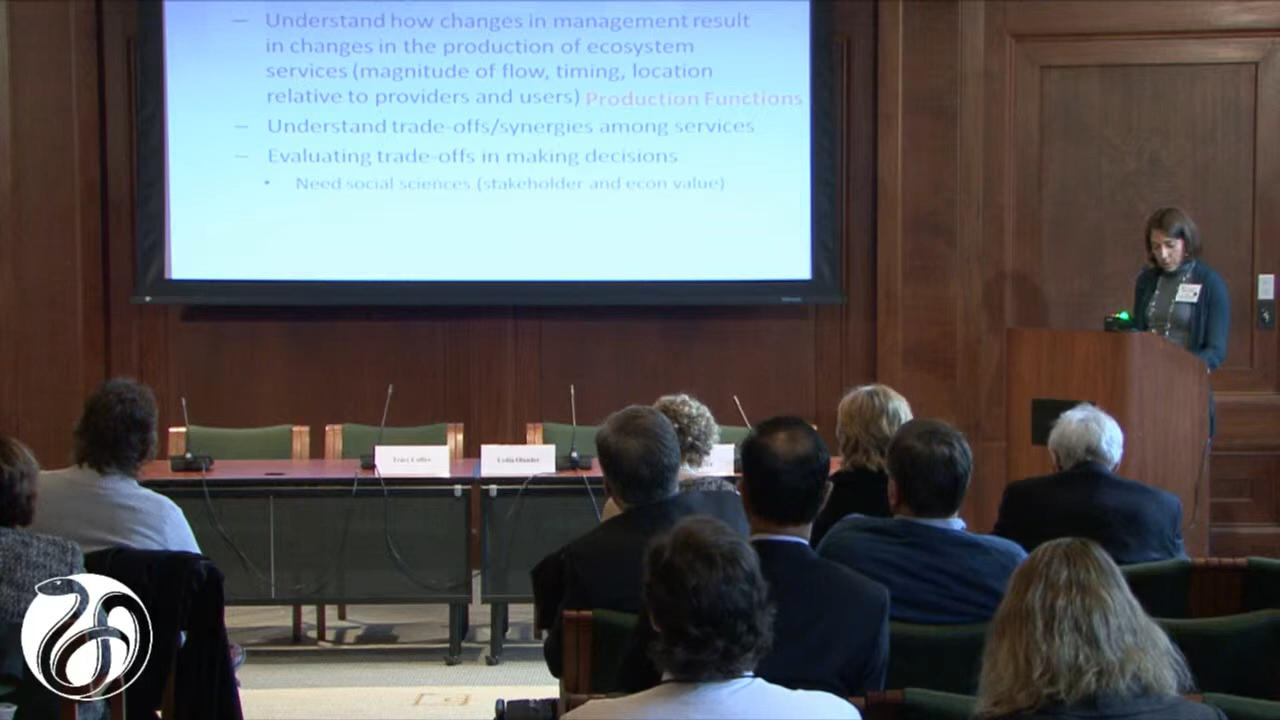 – Understand how changes in management result
in changes in the production of ecosystem
services (magnitude of flow, timing, location
relative to providers and users) Production Functions
– Understand trade-offs/synergies among services
– Evaluating trade-offs in making decisions
• Need social sciences (stakeholder and econ value)
Lydia Olander